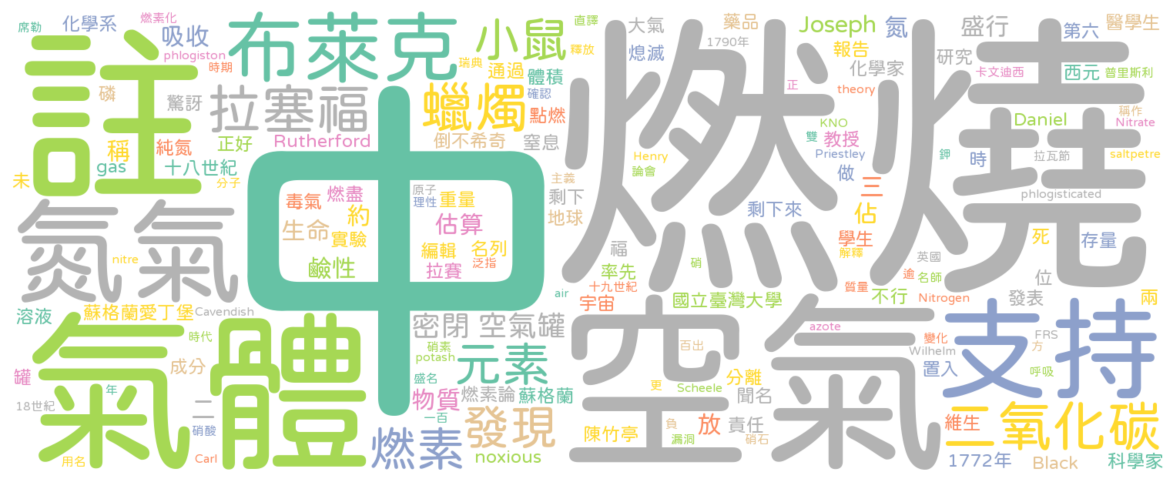 席勒 化學系 燃素化 吸收 phlogiston 時期 布萊克 小鼠 直譯 釋放 大氣 藥品 Joseph 氮 盛行 第六 醫學生
註 磷 驚訝 拉塞福 瑞典 通過 體積 確認 1790年 熄滅 報告 化學家 研究 卡文迪西 西元 普里斯利
蠟燭 點燃 正 theory 稱作
稱 純氮 正好 Rutherford 倒不希奇 窒息 燃燒 KNO 雙 教授 Daniel Nitrate
未 gas 十八世紀 分子 主義 Henry 論會 Priestley 鉀 拉瓦節 saltpetre
中 毒氣 燃盡 原子 理性 重量 剩下 做 時 phlogisticated
氮氣 生命 約 實驗 估算 地球 剩下來 三 佔
nitre 鹼性 編輯 名列 泛指 拉賽 福 硝 學生 解釋 英國 死 存量
率先 逾 名師 位
溶液 蘇格蘭愛丁堡 Cavendish air 十九世紀 宇宙 質量 國立臺灣大學 不行 Nitrogen 發表 兩
氣體 時代 密閉 空氣罐 空氣 azote 變化 FRS 支持
硝素 potash 元素 百出 Wilhelm 方
罐 成分 盛名 物質 燃素論 蘇格蘭 更 Scheele 分離 置入 呼吸
年 二 一百 聞名
18世紀 硝酸 發現 負 放 責任 維生 二氧化碳
用名 Carl 燃素 noxious 陳竹亭 漏洞 硝石 1772年 Black 科學家